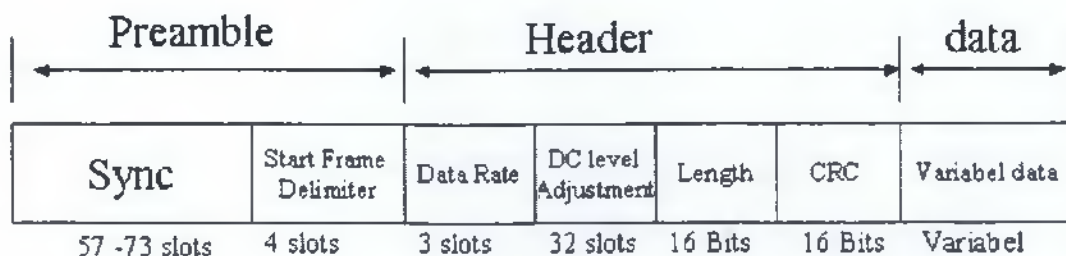 Preamble
Header
data
Sync
Start Frame
Delimiter
Data Rate
DC level
Adjustment
Length
CRC
Variabel data
57 -73 slots
4 slots
3 slots
32 slots
16 Bits
16 Bits
Variabel